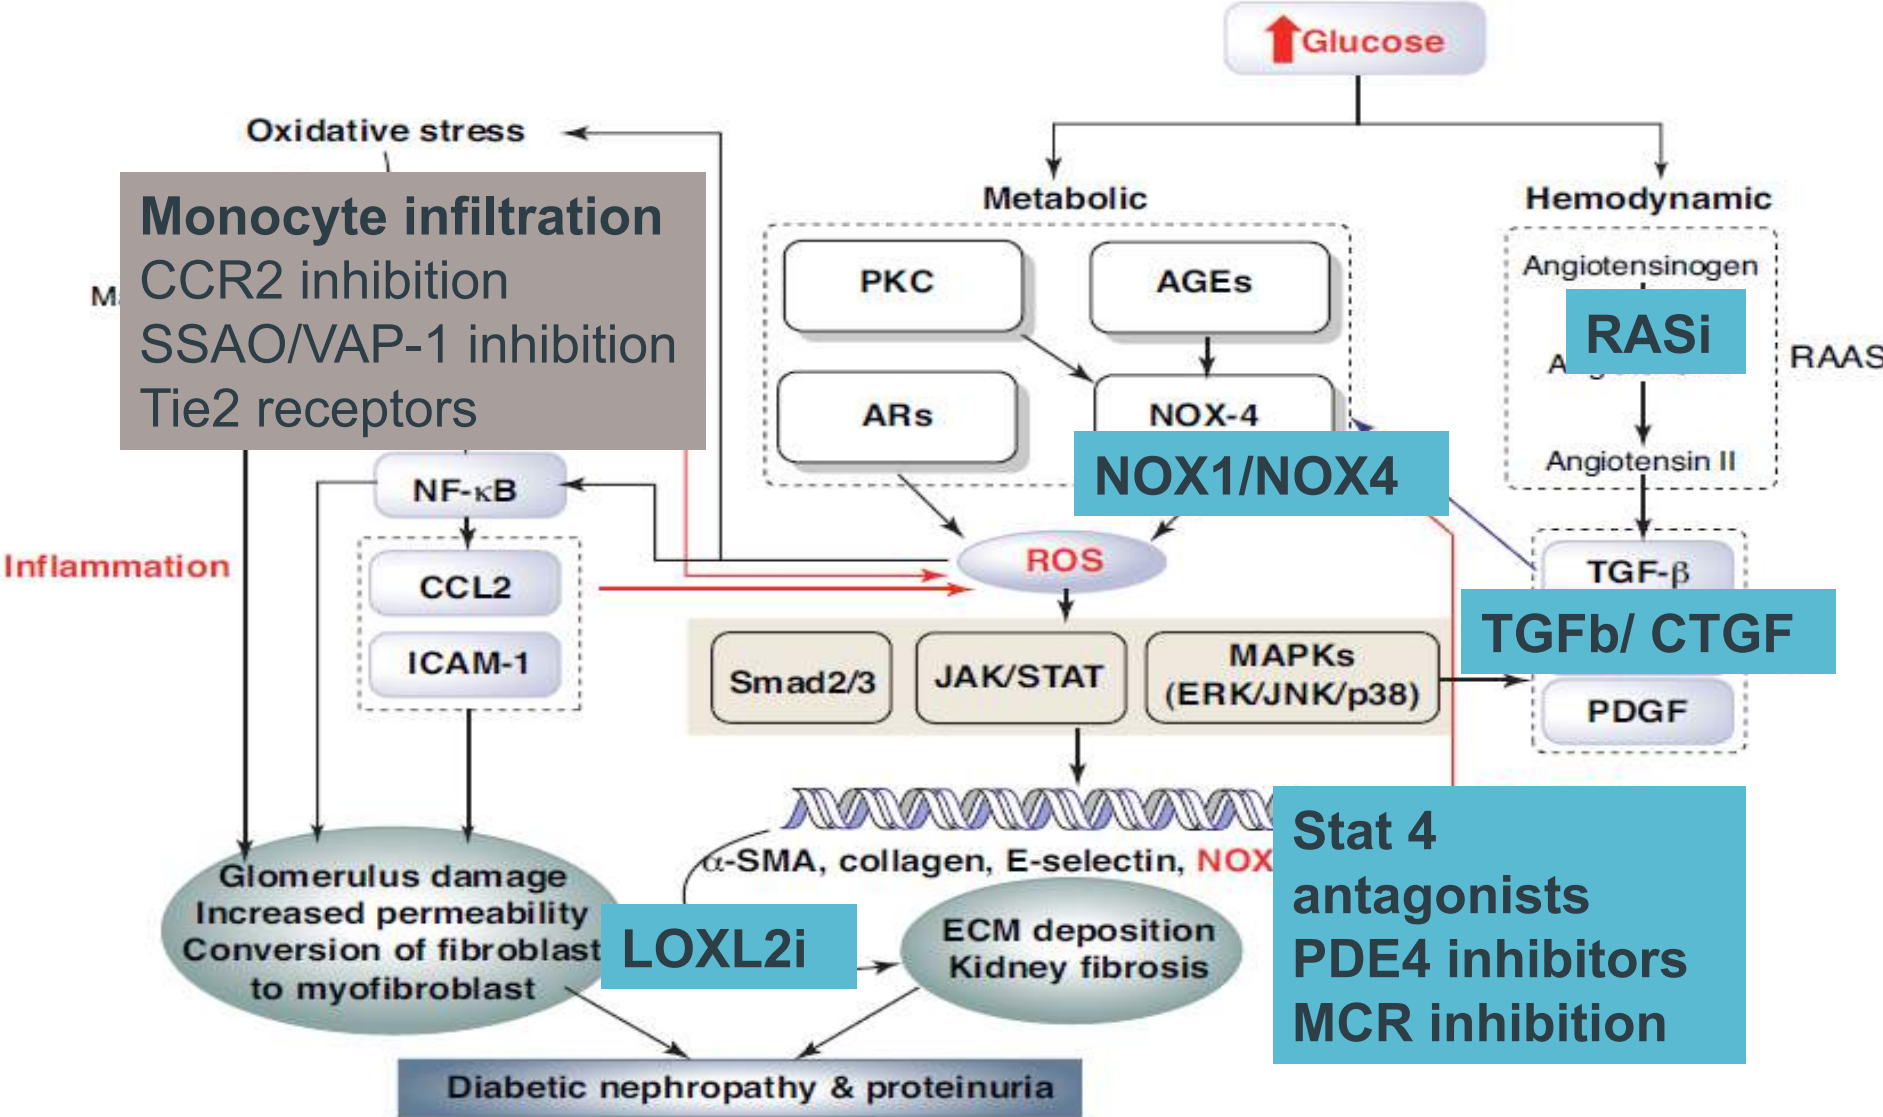 Glucose
Oxidative stress
Metabolic
Hemodynamic
Monocyte infiltration
CCR2 inhibition
SSAO/VAP-1 inhibition
Tie2 receptors
PKC
AGEs
ARs
NOX-4
NOX1/NOX4
Angiotensinogen
RASi
RAAS
Angiotensin II
NF-κB
Inflammation
CCL2
ICAM-1
ROS
TGF-β
TGFb/ CTGF
PDGF
Smad2/3
JAK/STAT
MAPKs
(ERK/JNK/p38)
α-SMA, collagen, E-selectin, NOX
Stat 4
antagonists
PDE4 inhibitors
MCR inhibition
Glomerulus damage
Increased permeability
Conversion of fibroblast
to myofibroblast
LOXL2i
ECM deposition
Kidney fibrosis
Diabetic nephropathy & proteinuria